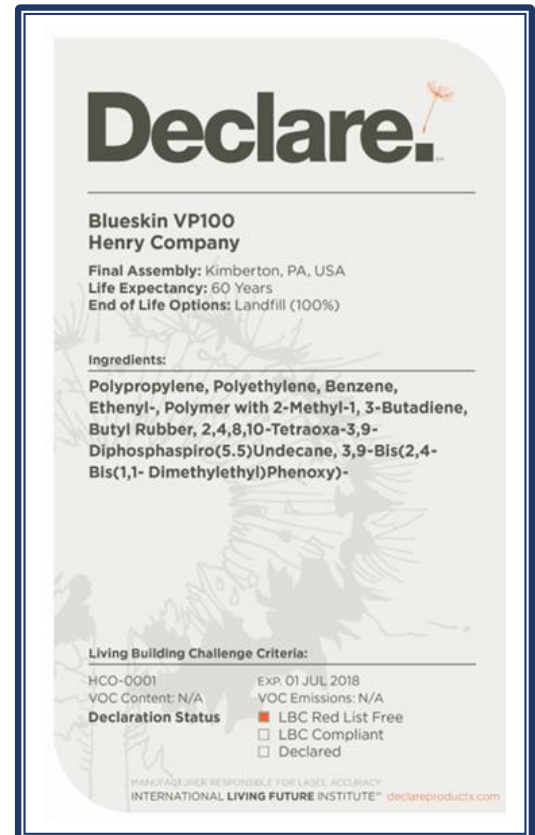 Declare.
Blueskin VP100
Henry Company
Final Assembly: Kimberton, PA, USA
Life Expectancy: 60 Years
End of Life Options: Landfill (100%)
Ingredients:
Polypropylene, Polyethylene, Benzene,
Ethenyl-, Polymer with 2-Methyl-1, 3-Butadiene,
Butyl Rubber, 2,4,8,10-Tetraoxa-3,9-
Diphosphaspiro(5.5)Undecane, 3,9-Bis(2,4-
Bis(1,1- Dimethylethyl)Phenoxy)-
Living Building Challenge Criteria:
HCO-0001 EXP. 01 JUL 2018
VOC Content: N/A VOC Emissions: N/A
Declaration Status LBC Red List Free
LBC Compliant
Declared
MANUFACTURER RESPONSIBLE FOR LABEL ACCURACY
INTERNATIONAL LIVING FUTURE INSTITUTE™ declareproducts.com